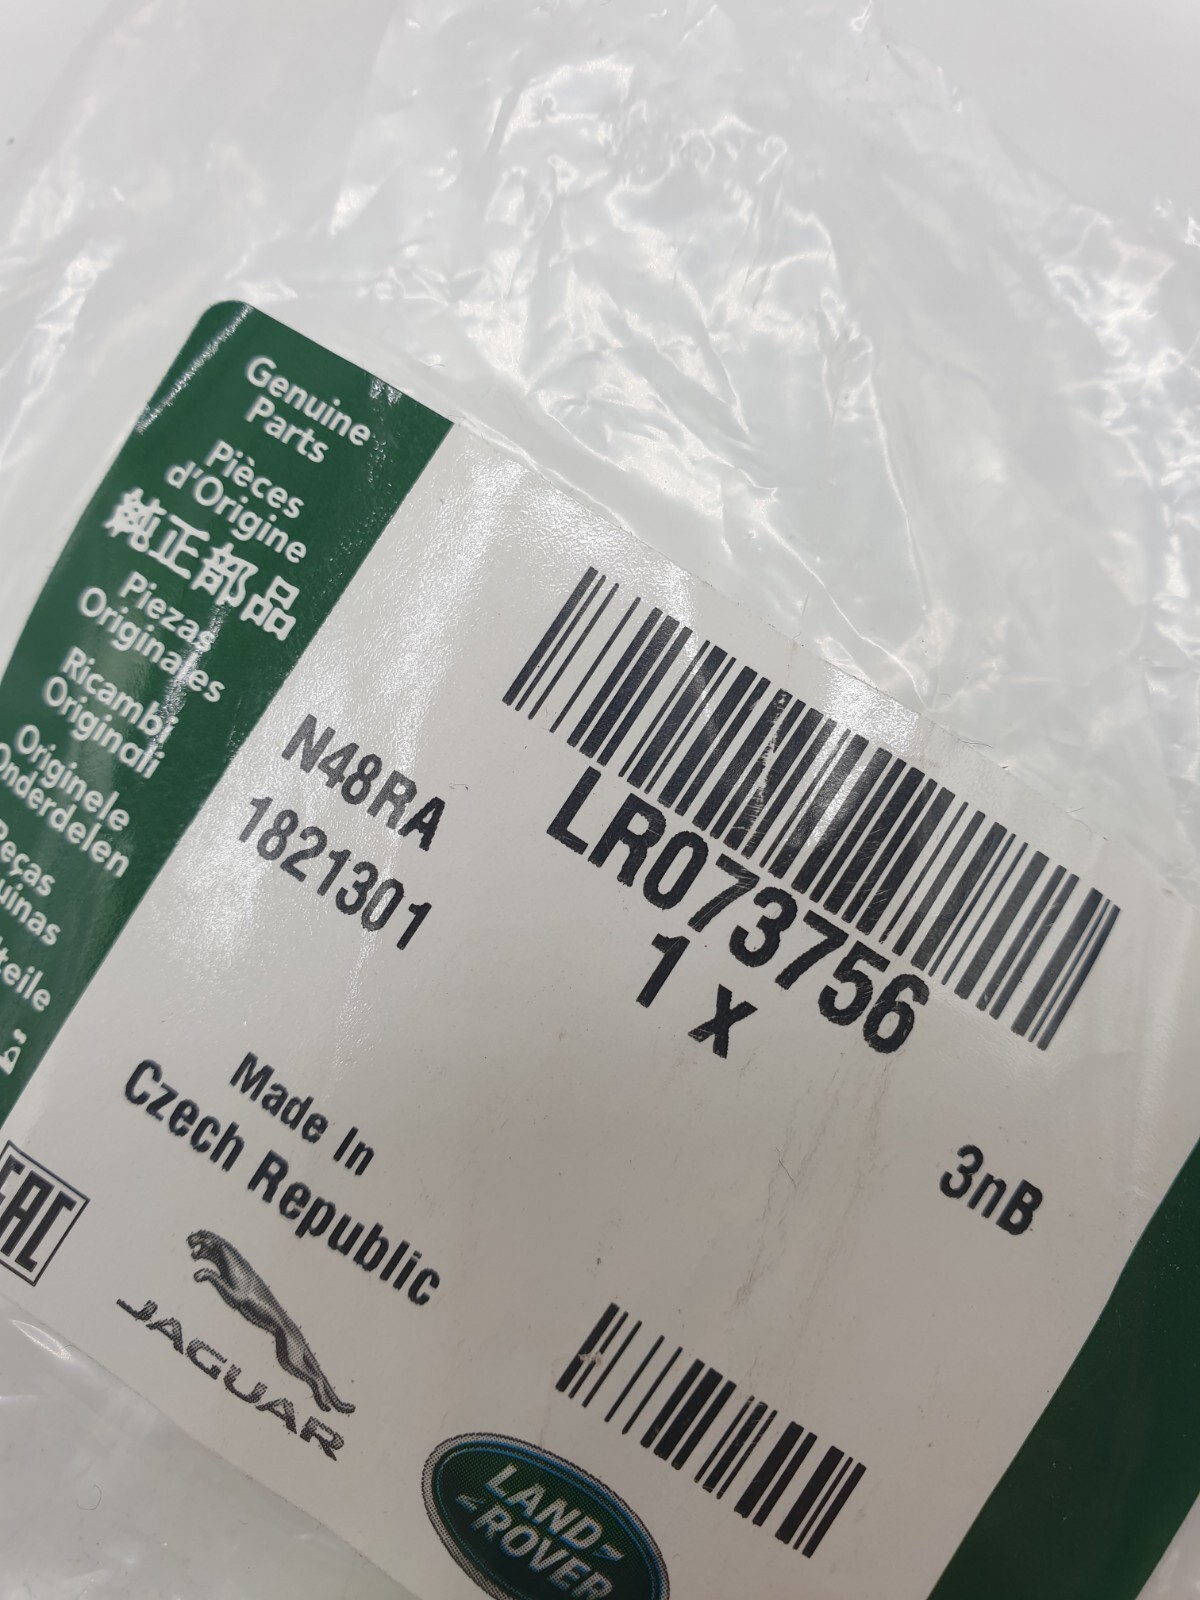 Genuine
Parts
Pièces
d'Origine
純正部品
Piezas
Originales
Ricambi
Originali
Originele
Onderdelen
LR073756
1 x
N48RA
1821301
Made In
Czech Republic
3nB
EAC
JAGUAR
LAND
ROVER